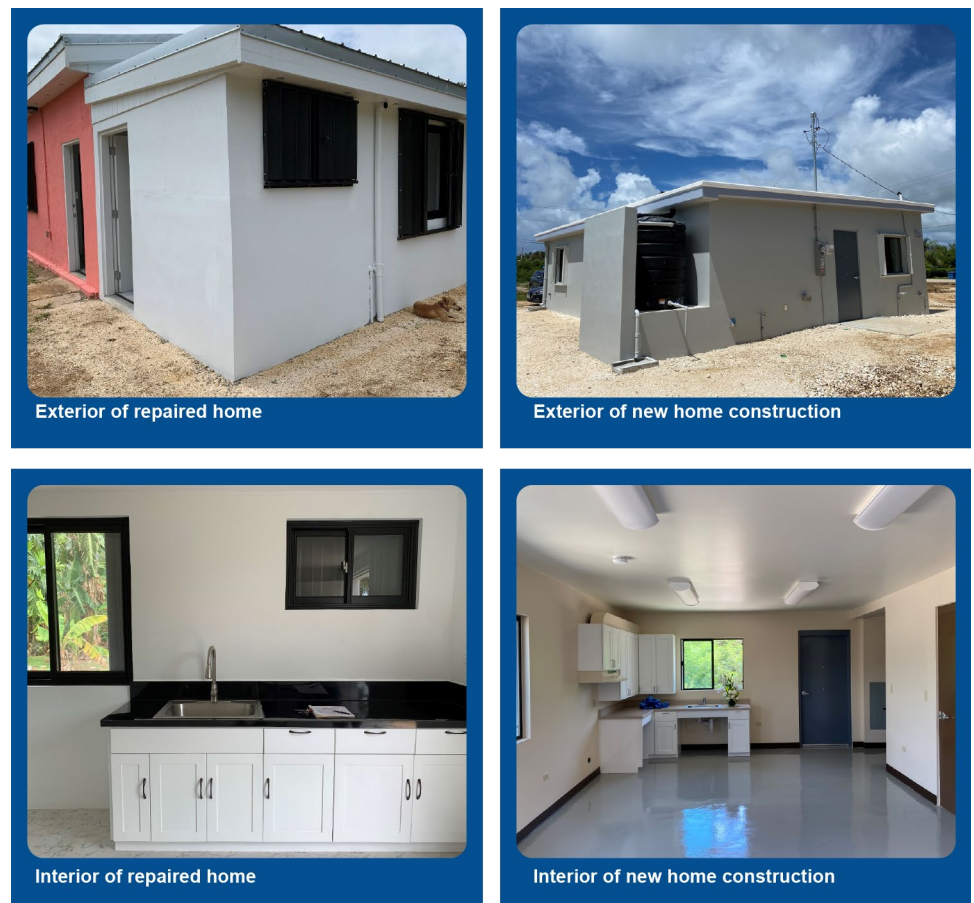 Exterior of repaired home
Exterior of new home construction
Interior of repaired home
Interior of new home construction